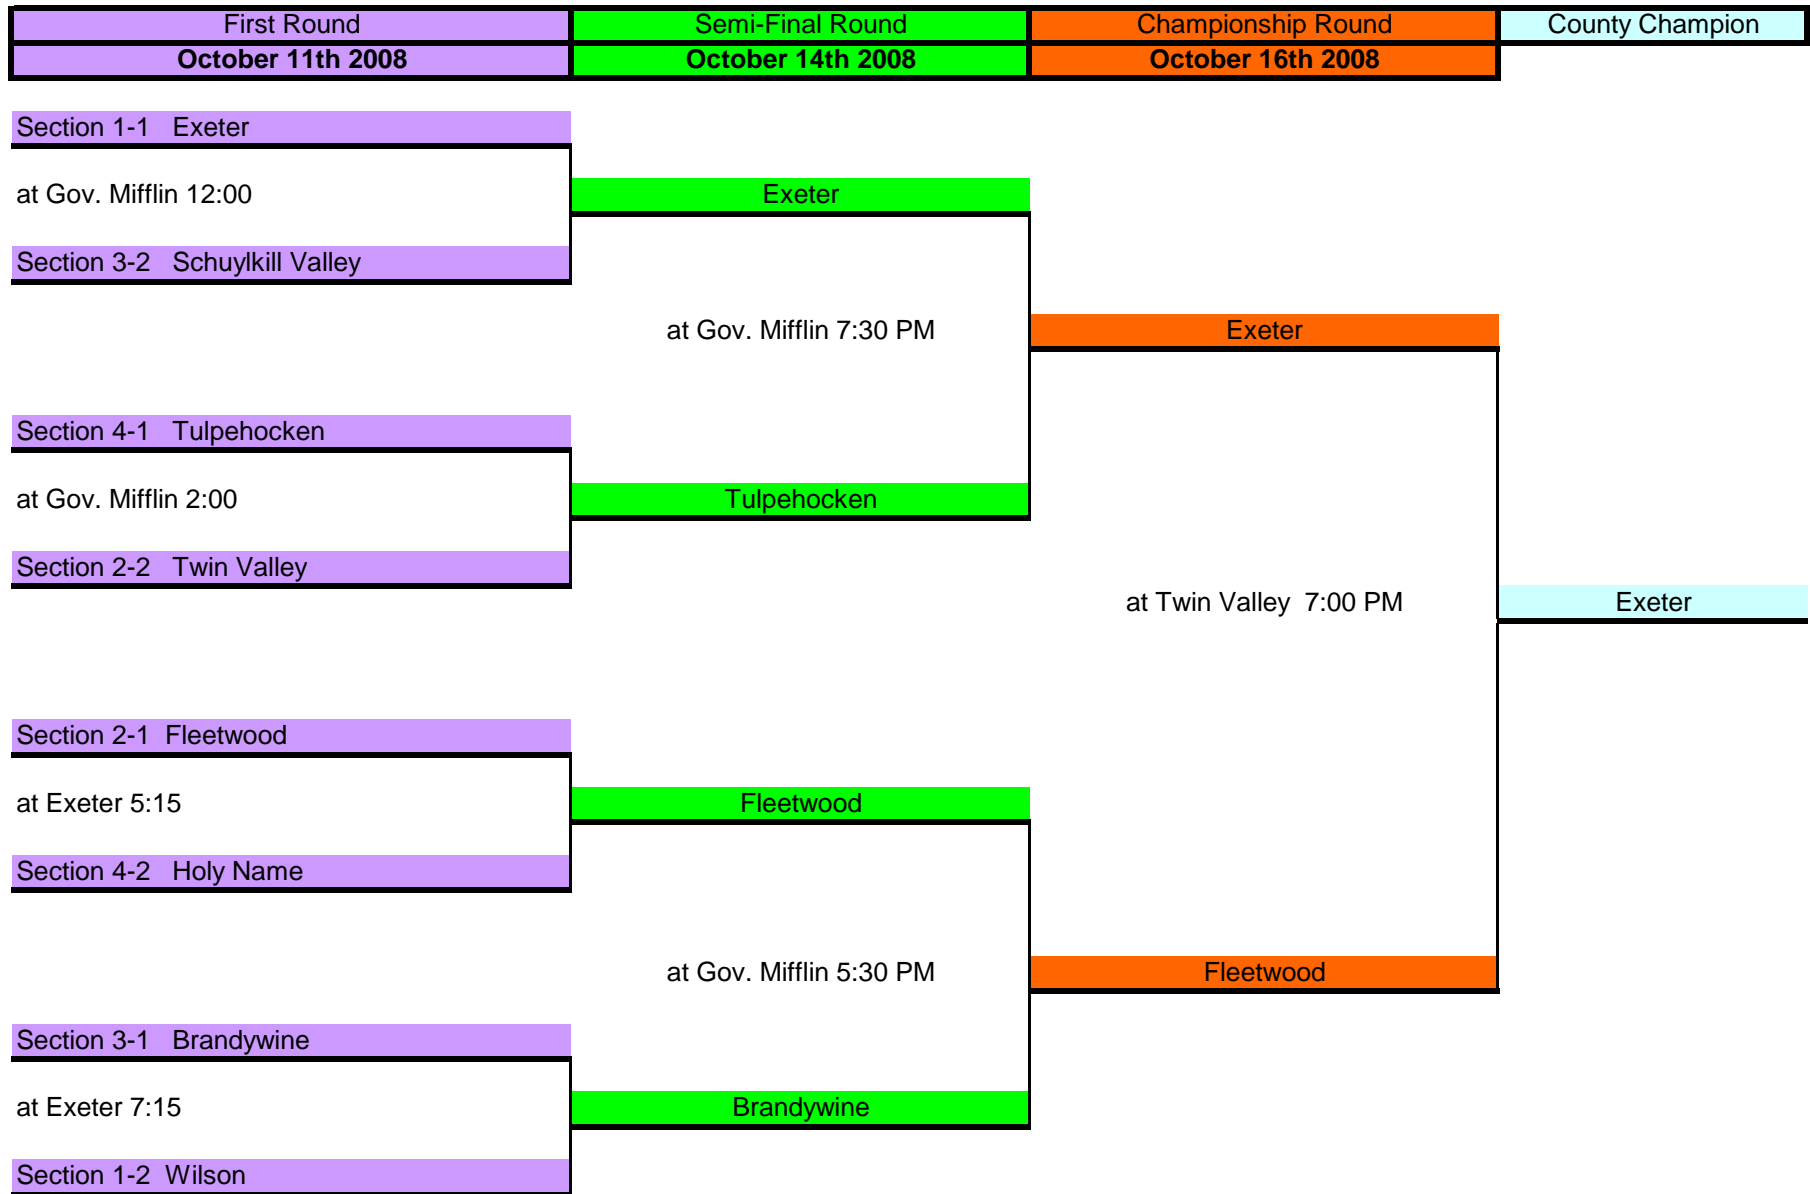 First Round Semi-Final Round Championship Round County Champion
October 11th 2008 October 14th 2008 October 16th 2008
Section 1-1 Exeter
at Gov. Mifflin 12:00 Exeter
Section 3-2 Schuylkill Valley
at Gov. Mifflin 7:30 PM Exeter
Section 4-1 Tulpehocken
at Gov. Mifflin 2:00 Tulpehocken
Section 2-2 Twin Valley
at Twin Valley 7:00 PM Exeter
Section 2-1 Fleetwood
at Exeter 5:15 Fleetwood
Section 4-2 Holy Name
at Gov. Mifflin 5:30 PM Fleetwood
Section 3-1 Brandywine
at Exeter 7:15 Brandywine
Section 1-2 Wilson